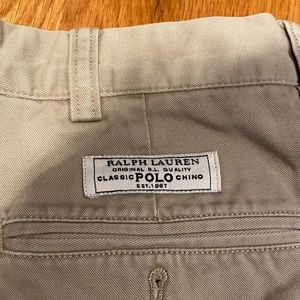 RALPH LAUREN
ORIGINAL R.L. QUALITY
CLASSIC POLO CHINO
EST. 1967